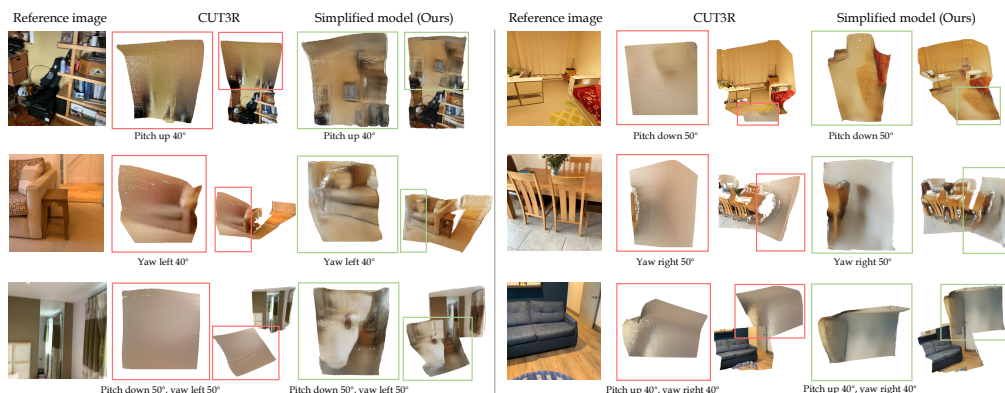 Reference image CUT3R Simplified model (Ours)
Pitch up 40° Pitch up 40°
Yaw left 40° Yaw left 40°
Pitch down 50°, yaw left 50° Pitch down 50°, yaw left 50°
Reference image CUT3R Simplified model (Ours)
Pitch down 50° Pitch down 50°
Yaw right 50° Yaw right 50°
Pitch up 40°, yaw right 40° Pitch up 40°, yaw right 40°